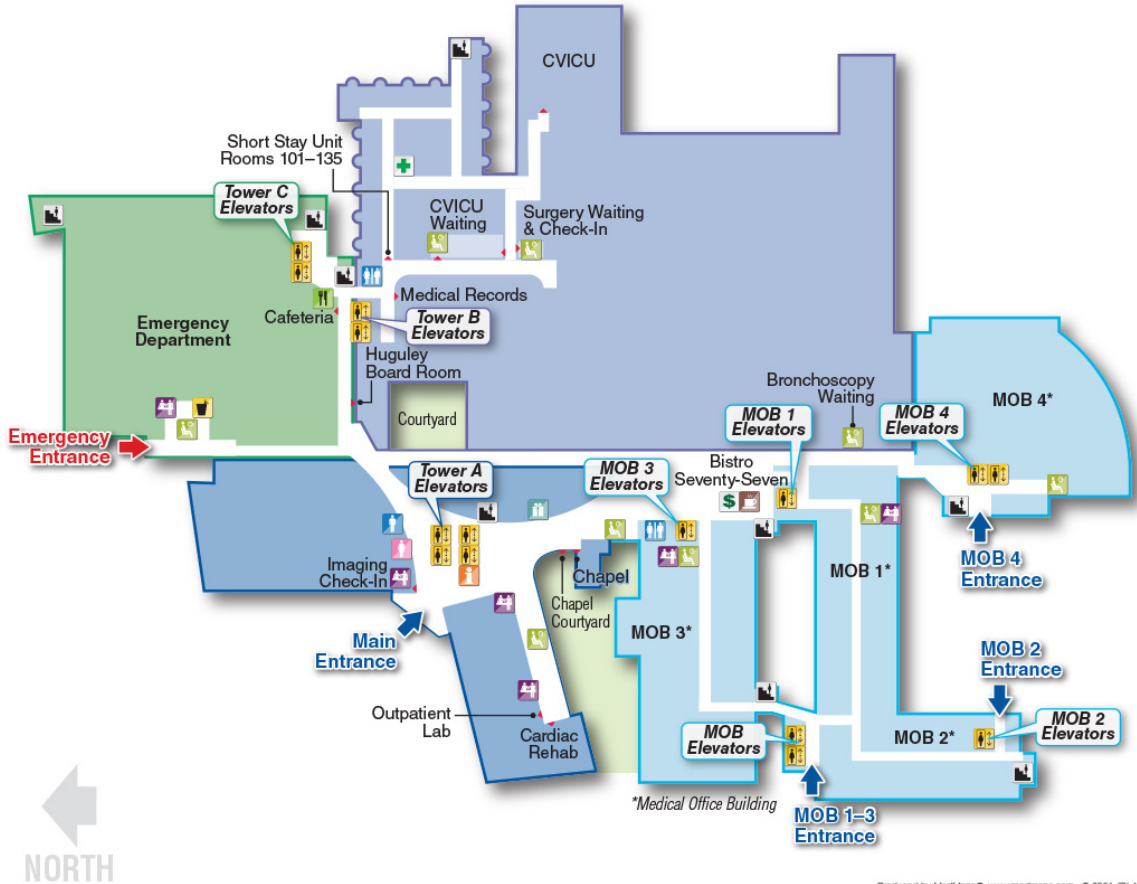 CVICU
Short Stay Unit
Rooms 101–135
Tower C
Elevators
CVICU
Waiting
Surgery Waiting
& Check-In
Medical Records
Cafeteria
Tower B
Elevators
Emergency
Department
Huguley
Board Room
Courtyard
Bronchoscopy
Waiting
MOB 4*
MOB 1
Elevators
MOB 4
Elevators
Emergency
Entrance
Tower A
Elevators
MOB 3
Elevators
Bistro
Seventy-Seven
$
Imaging
Check-In
Chapel
Chapel
Courtyard
MOB 4
Entrance
MOB 1*
Main
Entrance
MOB 3*
MOB 2
Entrance
Outpatient
Lab
Cardiac
Rehab
MOB
Elevators
MOB 2*
MOB 2
Elevators
*Medical Office Building
MOB 1–3
Entrance
NORTH